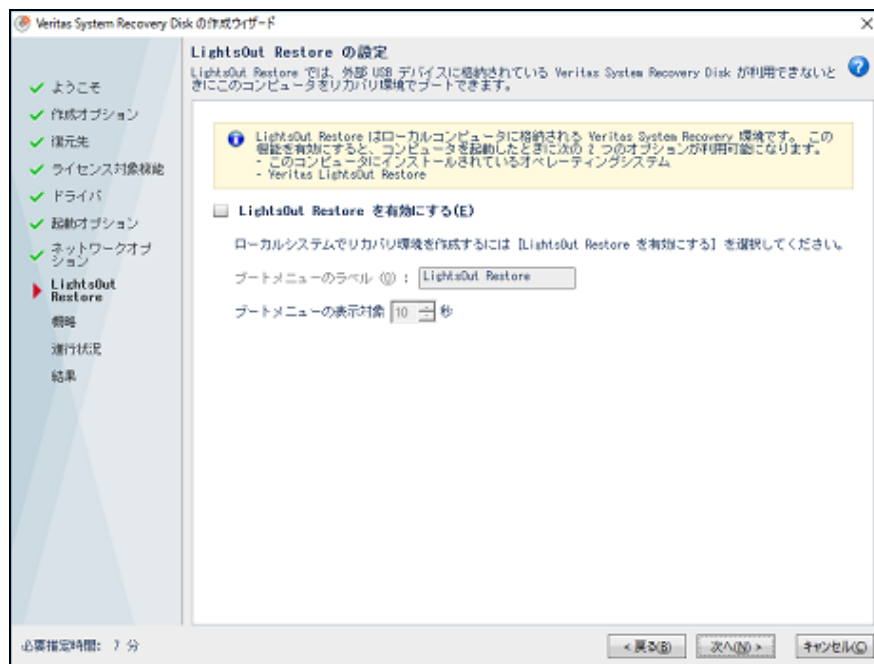 Veritas System Recovery Disk の作成ウィザード
LightsOut Restore の設定
LightsOut Restore では、外部 USB デバイスに格納されている Veritas System Recovery Disk が利用できないと
きにこのコンピュータをリカバリ環境でブートできます。
ようこそ
作成オプション
復元先
ライセンス対象機能
ドライバ
起動オプション
ネットワークオプ
ション
LightsOut
Restore
概略
進行状況
結果
LightsOut Restore はローカルコンピュータに格納される Veritas System Recovery 環境です。 この
機能を有効にすると、コンピュータを起動したときに次の 2 つのオプションが利用可能になります。
- このコンピュータにインストールされているオペレーティングシステム
- Veritas LightsOut Restore
LightsOut Restore を有効にする(E)
ローカルシステムでリカバリ環境を作成するには [LightsOut Restore を有効にする] を選択してください。
ブートメニューのラベル (O) : LightsOut Restore
ブートメニューの表示対象 10 秒
必要推定時間: 7 分
< 戻る(B) 次へ(N) > キャンセル(C)